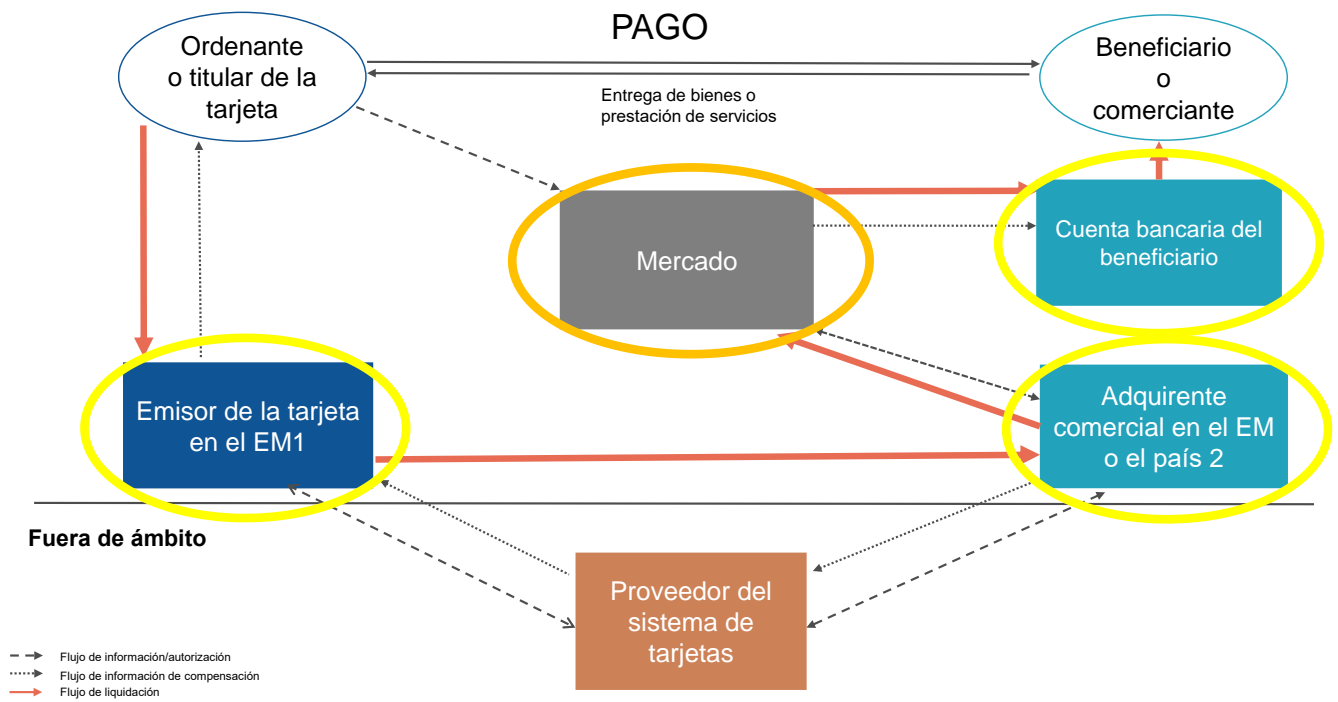 PAGO
Ordenante
o titular de la
tarjeta
Beneficiario
o
comerciante
Entrega de bienes o
prestación de servicios
Mercado
Cuenta bancaria del
beneficiario
Emisor de la tarjeta
en el EM1
Adquirente
comercial en el EM
o el país 2
Fuera de ámbito
Proveedor del
sistema de
tarjetas
Flujo de información/autorización
Flujo de información de compensación
Flujo de liquidación